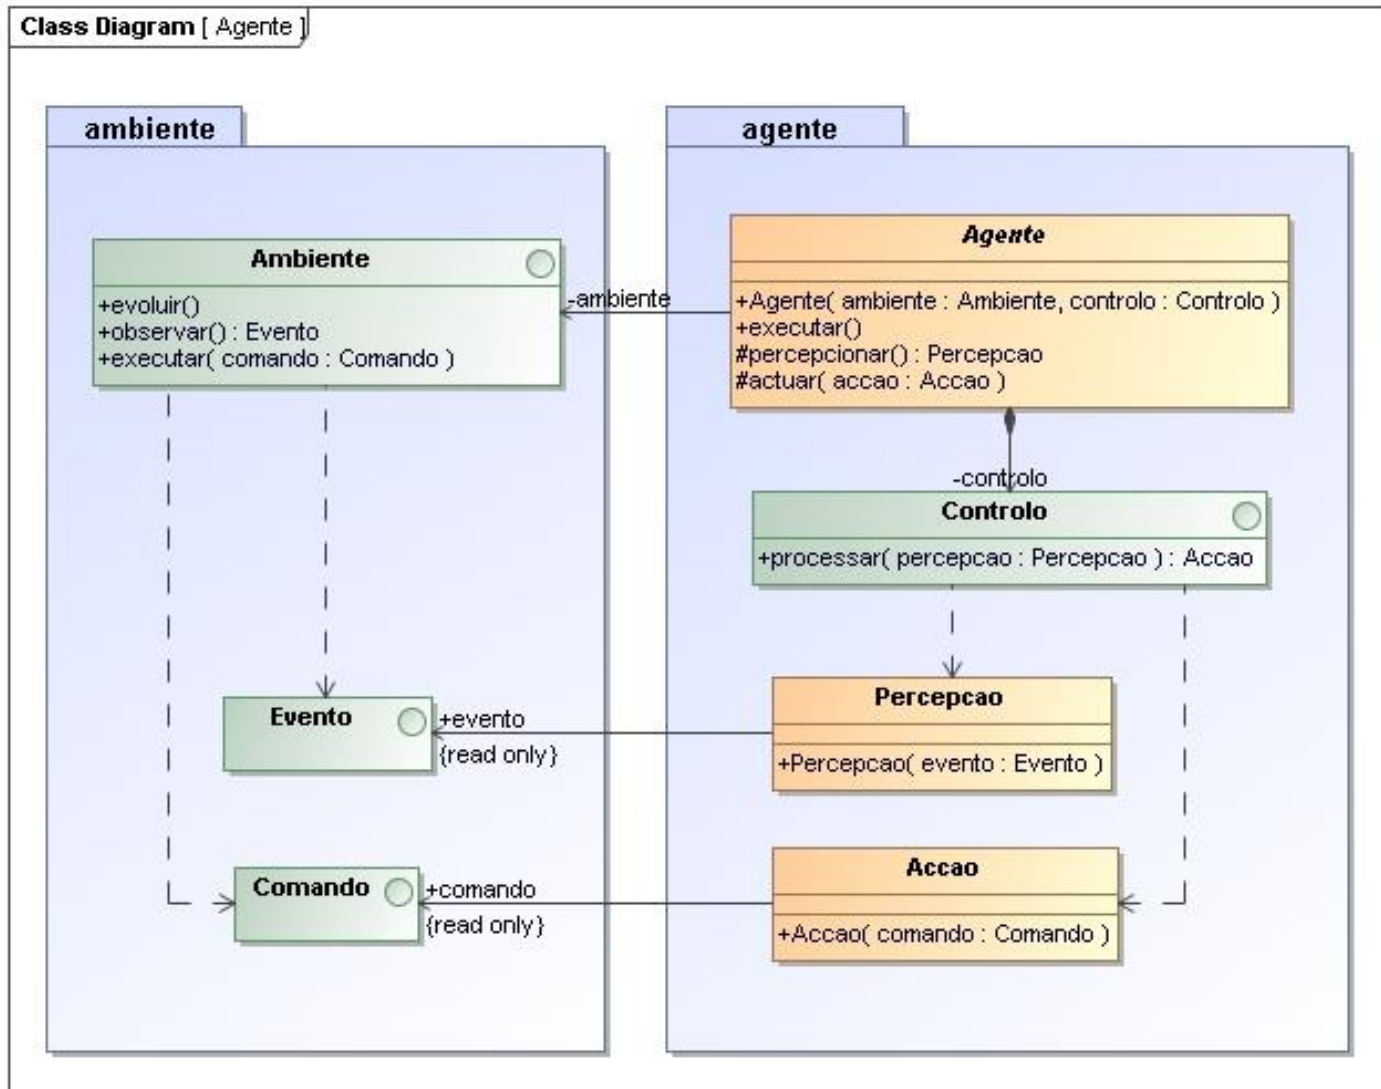 Class Diagram [ Agente ]
ambiente
agente
Ambiente
+evoluir()
+observar() : Evento
+executar( comando : Comando )
-ambiente
Agente
+Agente( ambiente : Ambiente, controlo : Controlo )
+executar()
#percepcionar() : Percepcao
#actuar( accao : Accao )
-controlo
Controlo
+processar( percepcao : Percepcao ) : Accao
Evento
+evento
{read only}
Percepcao
+Percepcao( evento : Evento )
Comando
+comando
{read only}
Accao
+Accao( comando : Comando )